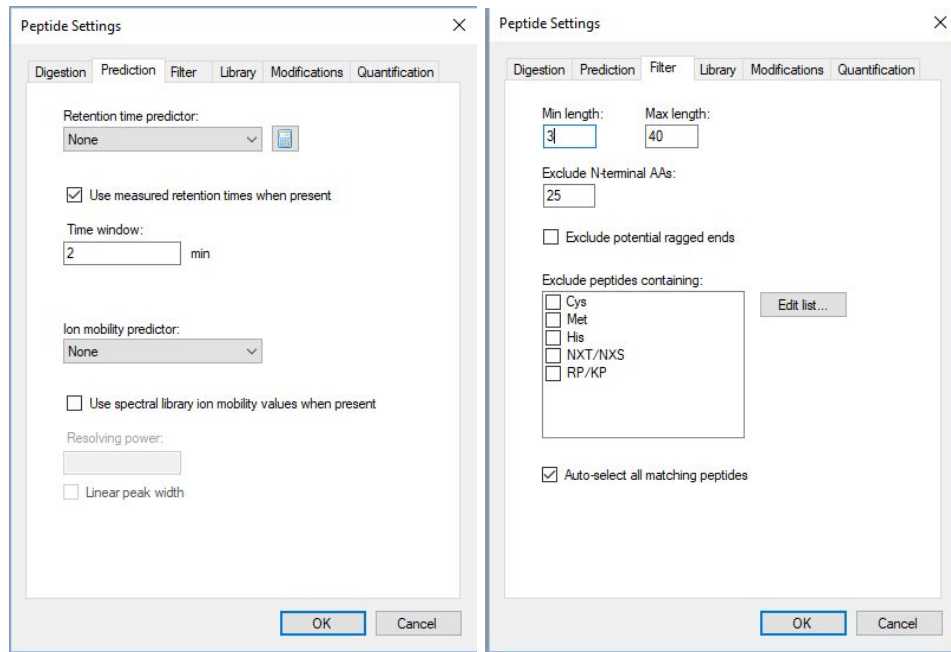 Peptide Settings
Digestion Prediction Filter Library Modifications Quantification
Retention time predictor:
None
Use measured retention times when present
Time window:
2 min
Ion mobility predictor:
None
Use spectral library ion mobility values when present
Resolving power:
Linear peak width
OK Cancel
Peptide Settings
Digestion Prediction Filter Library Modifications Quantification
Min length: Max length:
3 40
Exclude N-terminal AAs:
25
Exclude potential ragged ends
Exclude peptides containing:
Cys Edit list...
Met
His
NXT/NXS
RP/KP
Auto-select all matching peptides
OK Cancel